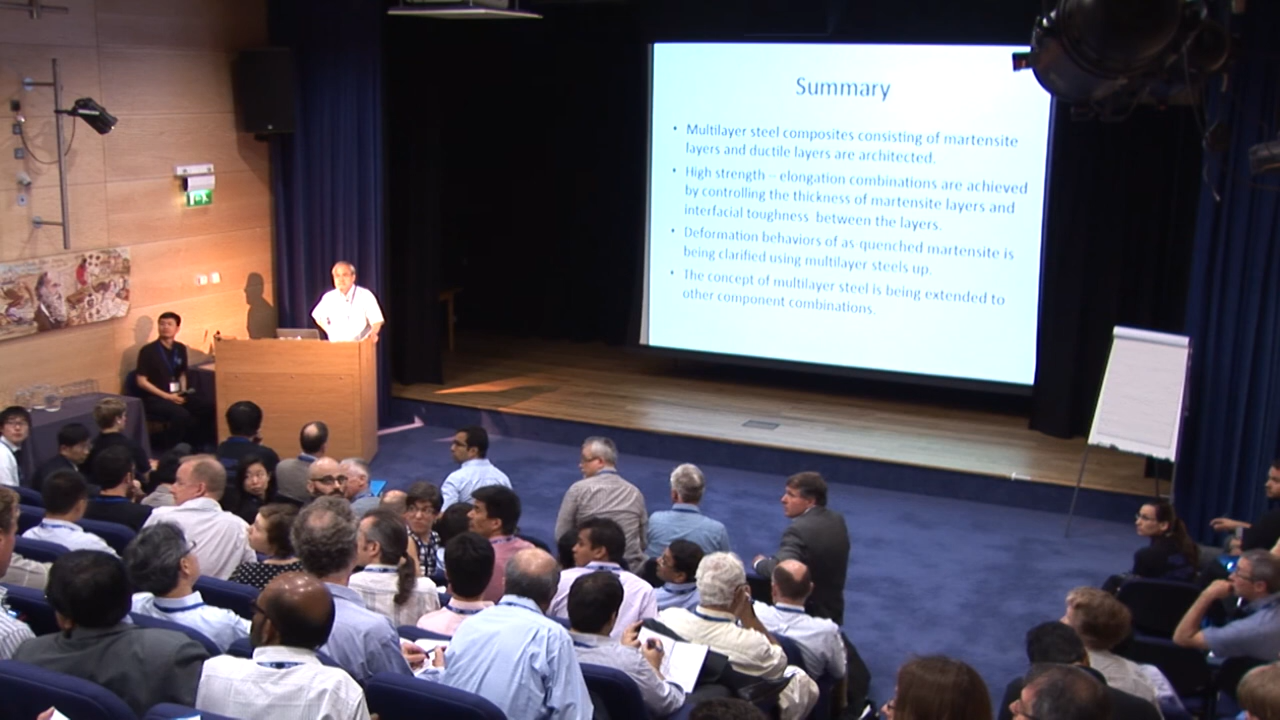 Summary
• Multilayer steel composites consisting of martensite
layers and ductile layers are architected.
• High strength – elongation combinations are achieved
by controlling the thickness of martensite layers and
interfacial toughness between the layers.
• Deformation behaviors of as-quenched martensite is
being clarified using multilayer steels up.
• The concept of multilayer steel is being extended to
other component combinations.